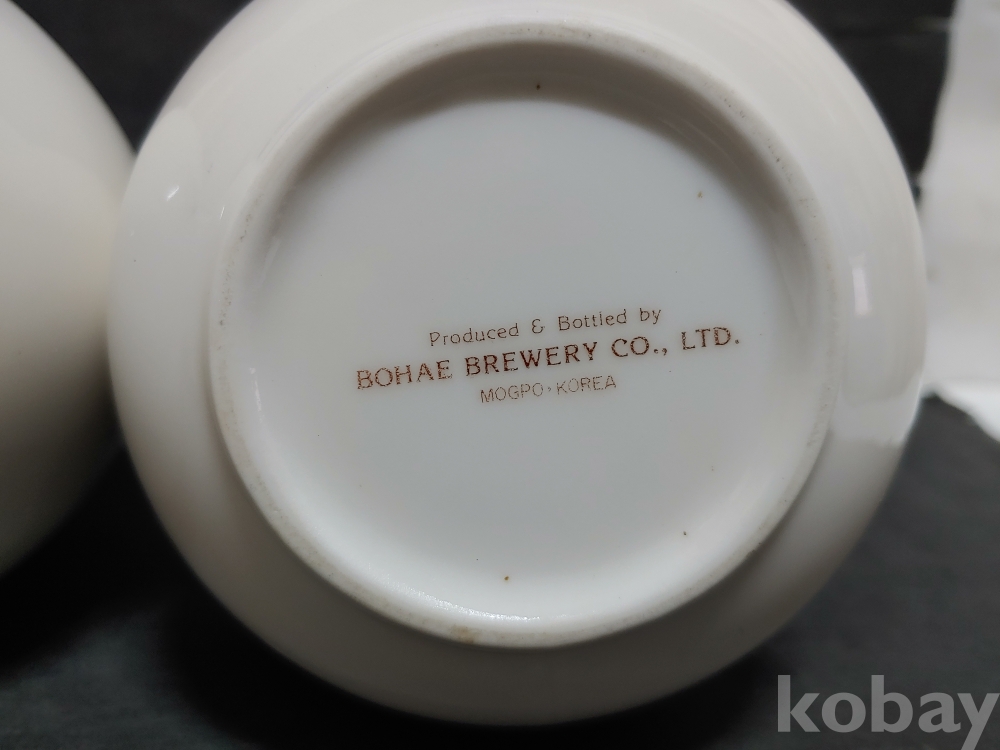 Produced & Bottled by
BOHAE BREWERY CO., LTD.
MOGPO·KOREA
kobay